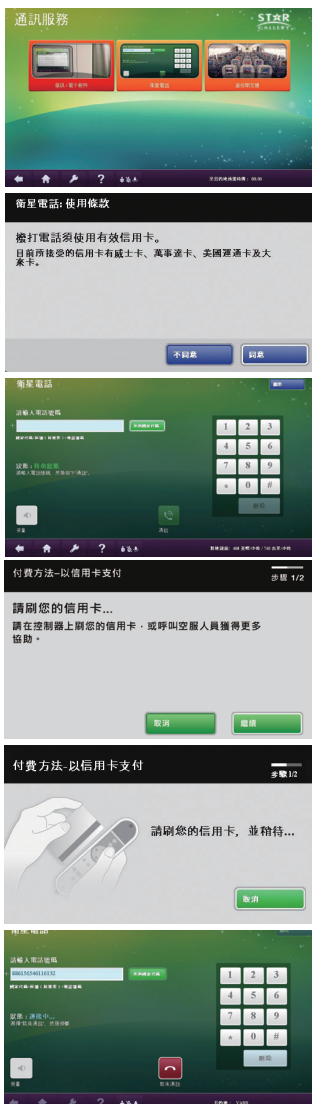 通訊服務
STAR
GALLERY
衛星電話
衛星電話: 使用條款
撥打電話須使用有效信用卡。
目前所接受的信用卡有威士卡、萬事達卡、美國運通卡及大
來卡。
不同意
同意
衛星電話
請輸入電話號碼
1 2 3
4 5 6
7 8 9
* 0 #
刪除
音量
通話
付費方法–以信用卡支付
步驟 1/2
請刷您的信用卡...
請在控制器上刷您的信用卡，或呼叫空服人員獲得更多
協助。
取消
繼續
付費方法-以信用卡支付
步驟 1/2
請刷您的信用卡, 並稍待...
取消
衛星電話
請輸入電話號碼
1 2 3
4 5 6
7 8 9
* 0 #
刪除
音量
取消通話